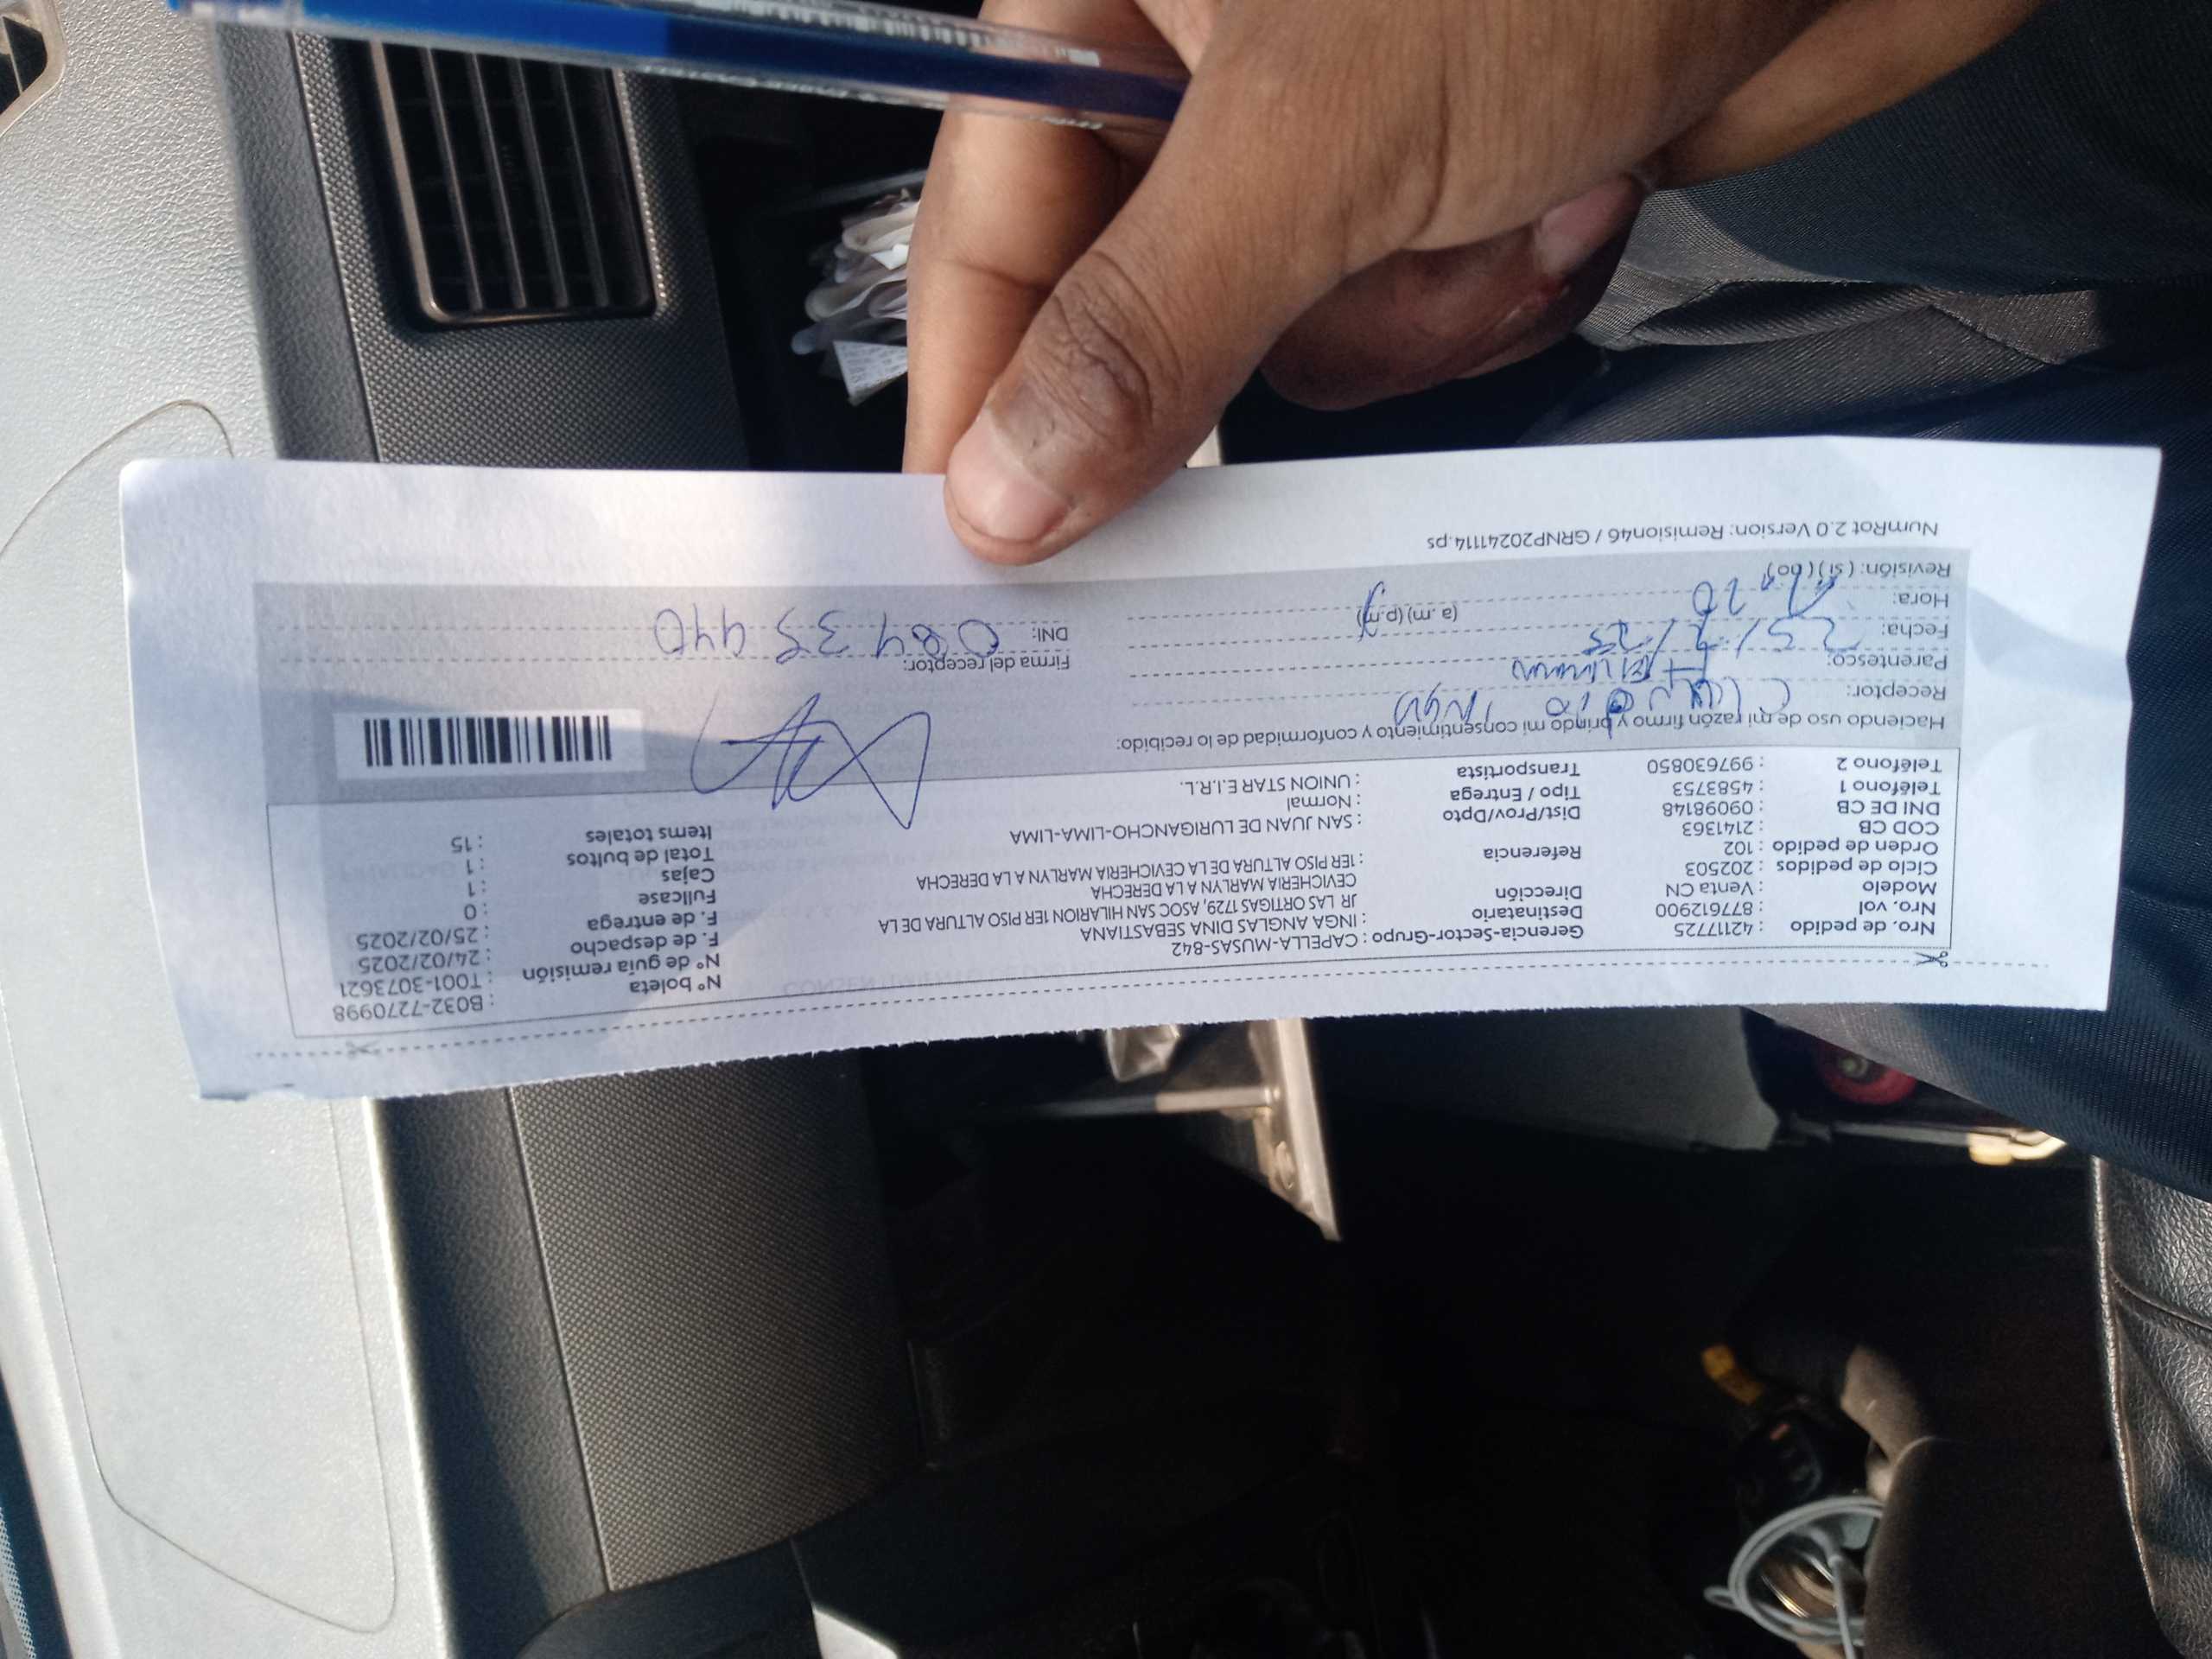 Nro. de pedido : 42117725
Nro. vol : 877612900
Modelo : Venta CN
Ciclo de pedidos : 202503
Orden de pedido : 102
COD CB : 2141363
DNI DE CB : 09098148
Teléfono 1 : 4583753
Teléfono 2 : 997630850
Gerencia-Sector-Grupo : CAPELLA-MUSAS-842
Destinatario : INGA ANGLAS DINA SEBASTIANA
Dirección JR LAS ORTIGAS 1729, ASOC SAN HILARION 1ER PISO ALTURA DE LA
CEVICHERIA MARLYN A LA DERECHA
Referencia : 1ER PISO ALTURA DE LA CEVICHERIA MARLYN A LA DERECHA
Dist/Prov/Dpto : SAN JUAN DE LURIGANCHO-LIMA-LIMA
Tipo / Entrega : Normal
Transportista : UNION STAR E.I.R.L.
N° boleta : B032-7270998
N° de guía remisión : T001-3073621
F. de despacho : 24/02/2025
F. de entrega : 25/02/2025
Fullcase : 0
Cajas : 1
Total de bultos : 1
Items totales : 15
Haciendo uso de mi razón firmo y brindo mi consentimiento y conformidad de lo recibido:
Receptor: Inga
Parentesco:
Fecha: 25/2/25
Hora: (a.m) (p.m)
Revisión: ( si ) ( no )
Firma del receptor:
DNI: 08435440
NumRot 2.0 Version: Remision46 / GRNP20241114.ps